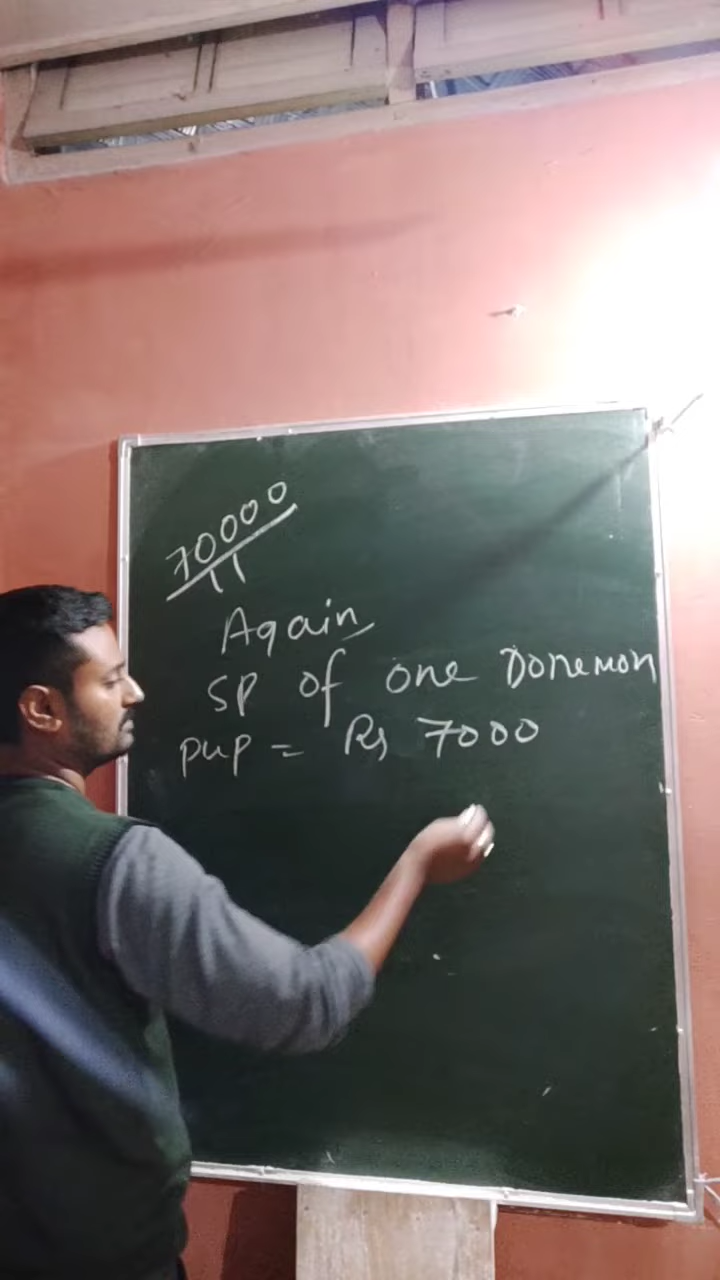 70000
11
Again,
SP of one Doremon
pup = Rs 7000